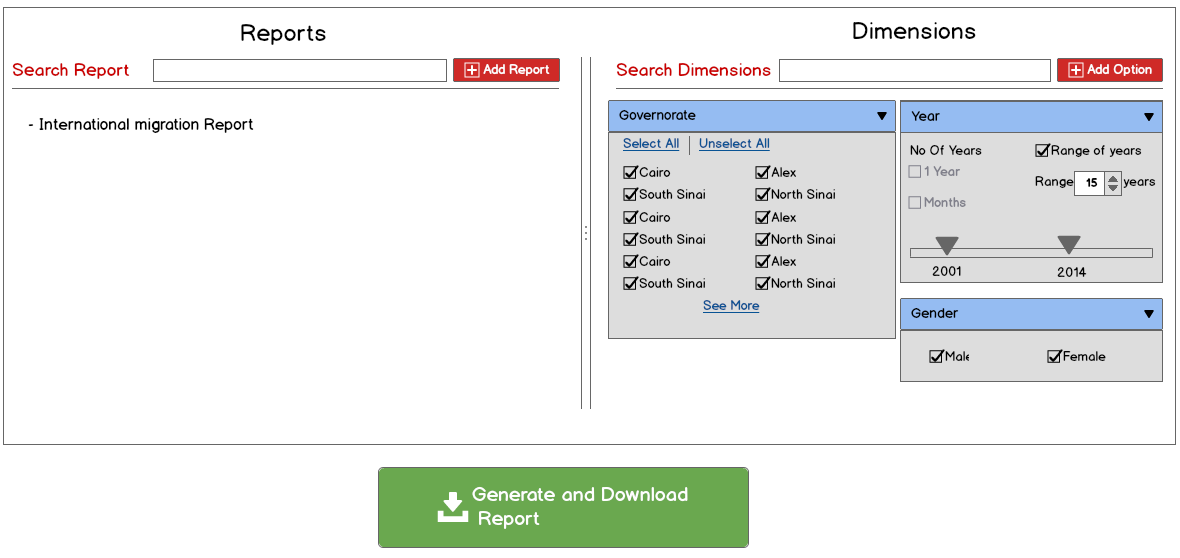 Reports
Search Report
Add Report
- International migration Report
Dimensions
Search Dimensions
Add Option
Governorate
Select All
Unselect All
Cairo
Alex
South Sinai
North Sinai
Cairo
Alex
South Sinai
North Sinai
Cairo
Alex
South Sinai
North Sinai
See More
Year
No Of Years
Range of years
1 Year
Range 15 years
Months
2001
2014
Gender
Male
Female
Generate and Download
Report